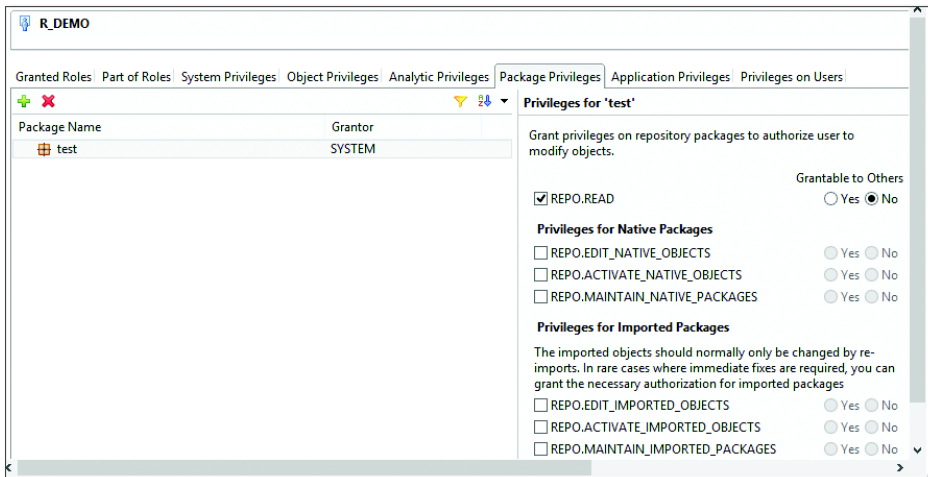 R_DEMO
Granted Roles Part of Roles System Privileges Object Privileges Analytic Privileges Package Privileges Application Privileges Privileges on Users
Package Name Grantor
test SYSTEM
Privileges for 'test'
Grant privileges on repository packages to authorize user to
modify objects.
Grantable to Others
REPO.READ Yes No
Privileges for Native Packages
REPO.EDIT_NATIVE_OBJECTS Yes No
REPO.ACTIVATE_NATIVE_OBJECTS Yes No
REPO.MAINTAIN_NATIVE_PACKAGES Yes No
Privileges for Imported Packages
The imported objects should normally only be changed by re-
imports. In rare cases where immediate fixes are required, you can
grant the necessary authorization for imported packages
REPO.EDIT_IMPORTED_OBJECTS Yes No
REPO.ACTIVATE_IMPORTED_OBJECTS Yes No
REPO.MAINTAIN_IMPORTED_PACKAGES Yes No